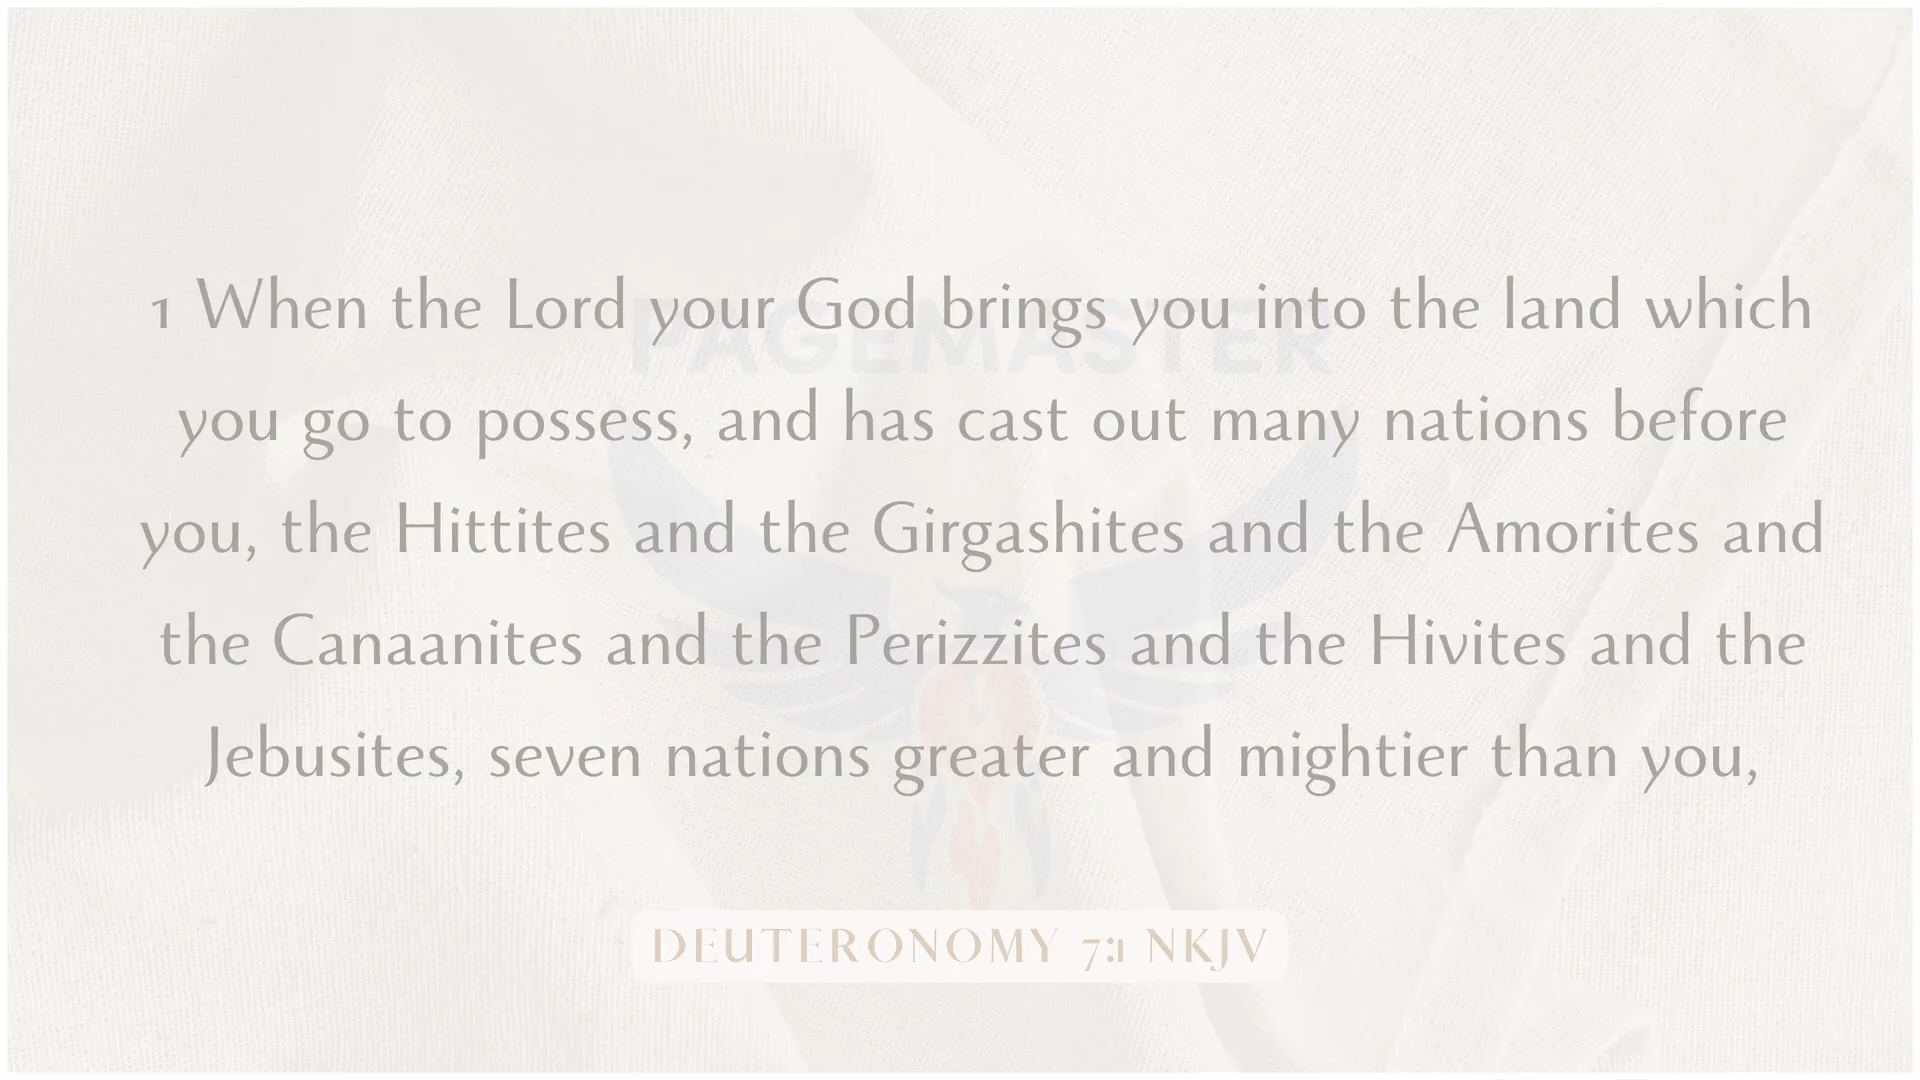 PAGEMASTER
1 When the Lord your God brings you into the land which
you go to possess, and has cast out many nations before
you, the Hittites and the Girgashites and the Amorites and
the Canaanites and the Perizzites and the Hivites and the
Jebusites, seven nations greater and mightier than you,
DEUTERONOMY 7:1 NKJV